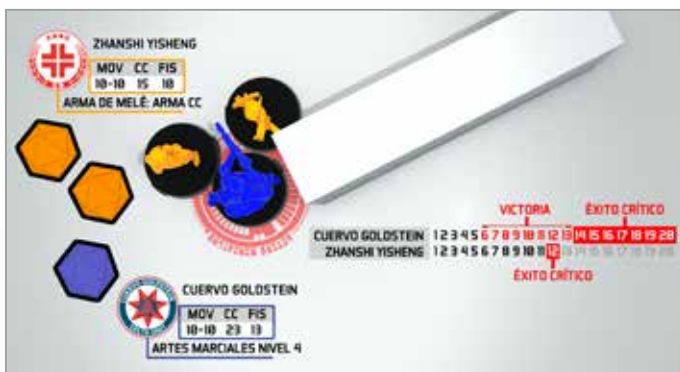 ZHANSHI YISHENG
MOV CC FIS
10-10 15 10
ARMA DE MELÉ: ARMA CC
VICTORIA ÉXITO CRÍTICO
CUERVO GOLDSTEIN 1 2 3 4 5 6 7 8 9 10 11 12 13 14 15 16 17 18 19 20
ZHANSHI YISHENG 1 2 3 4 5 6 7 8 9 10 11 12 13 14 15 16 17 18 19 20
ÉXITO CRÍTICO
CUERVO GOLDSTEIN
MOV CC FIS
10-10 23 13
ARTES MARCIALES NIVEL 4